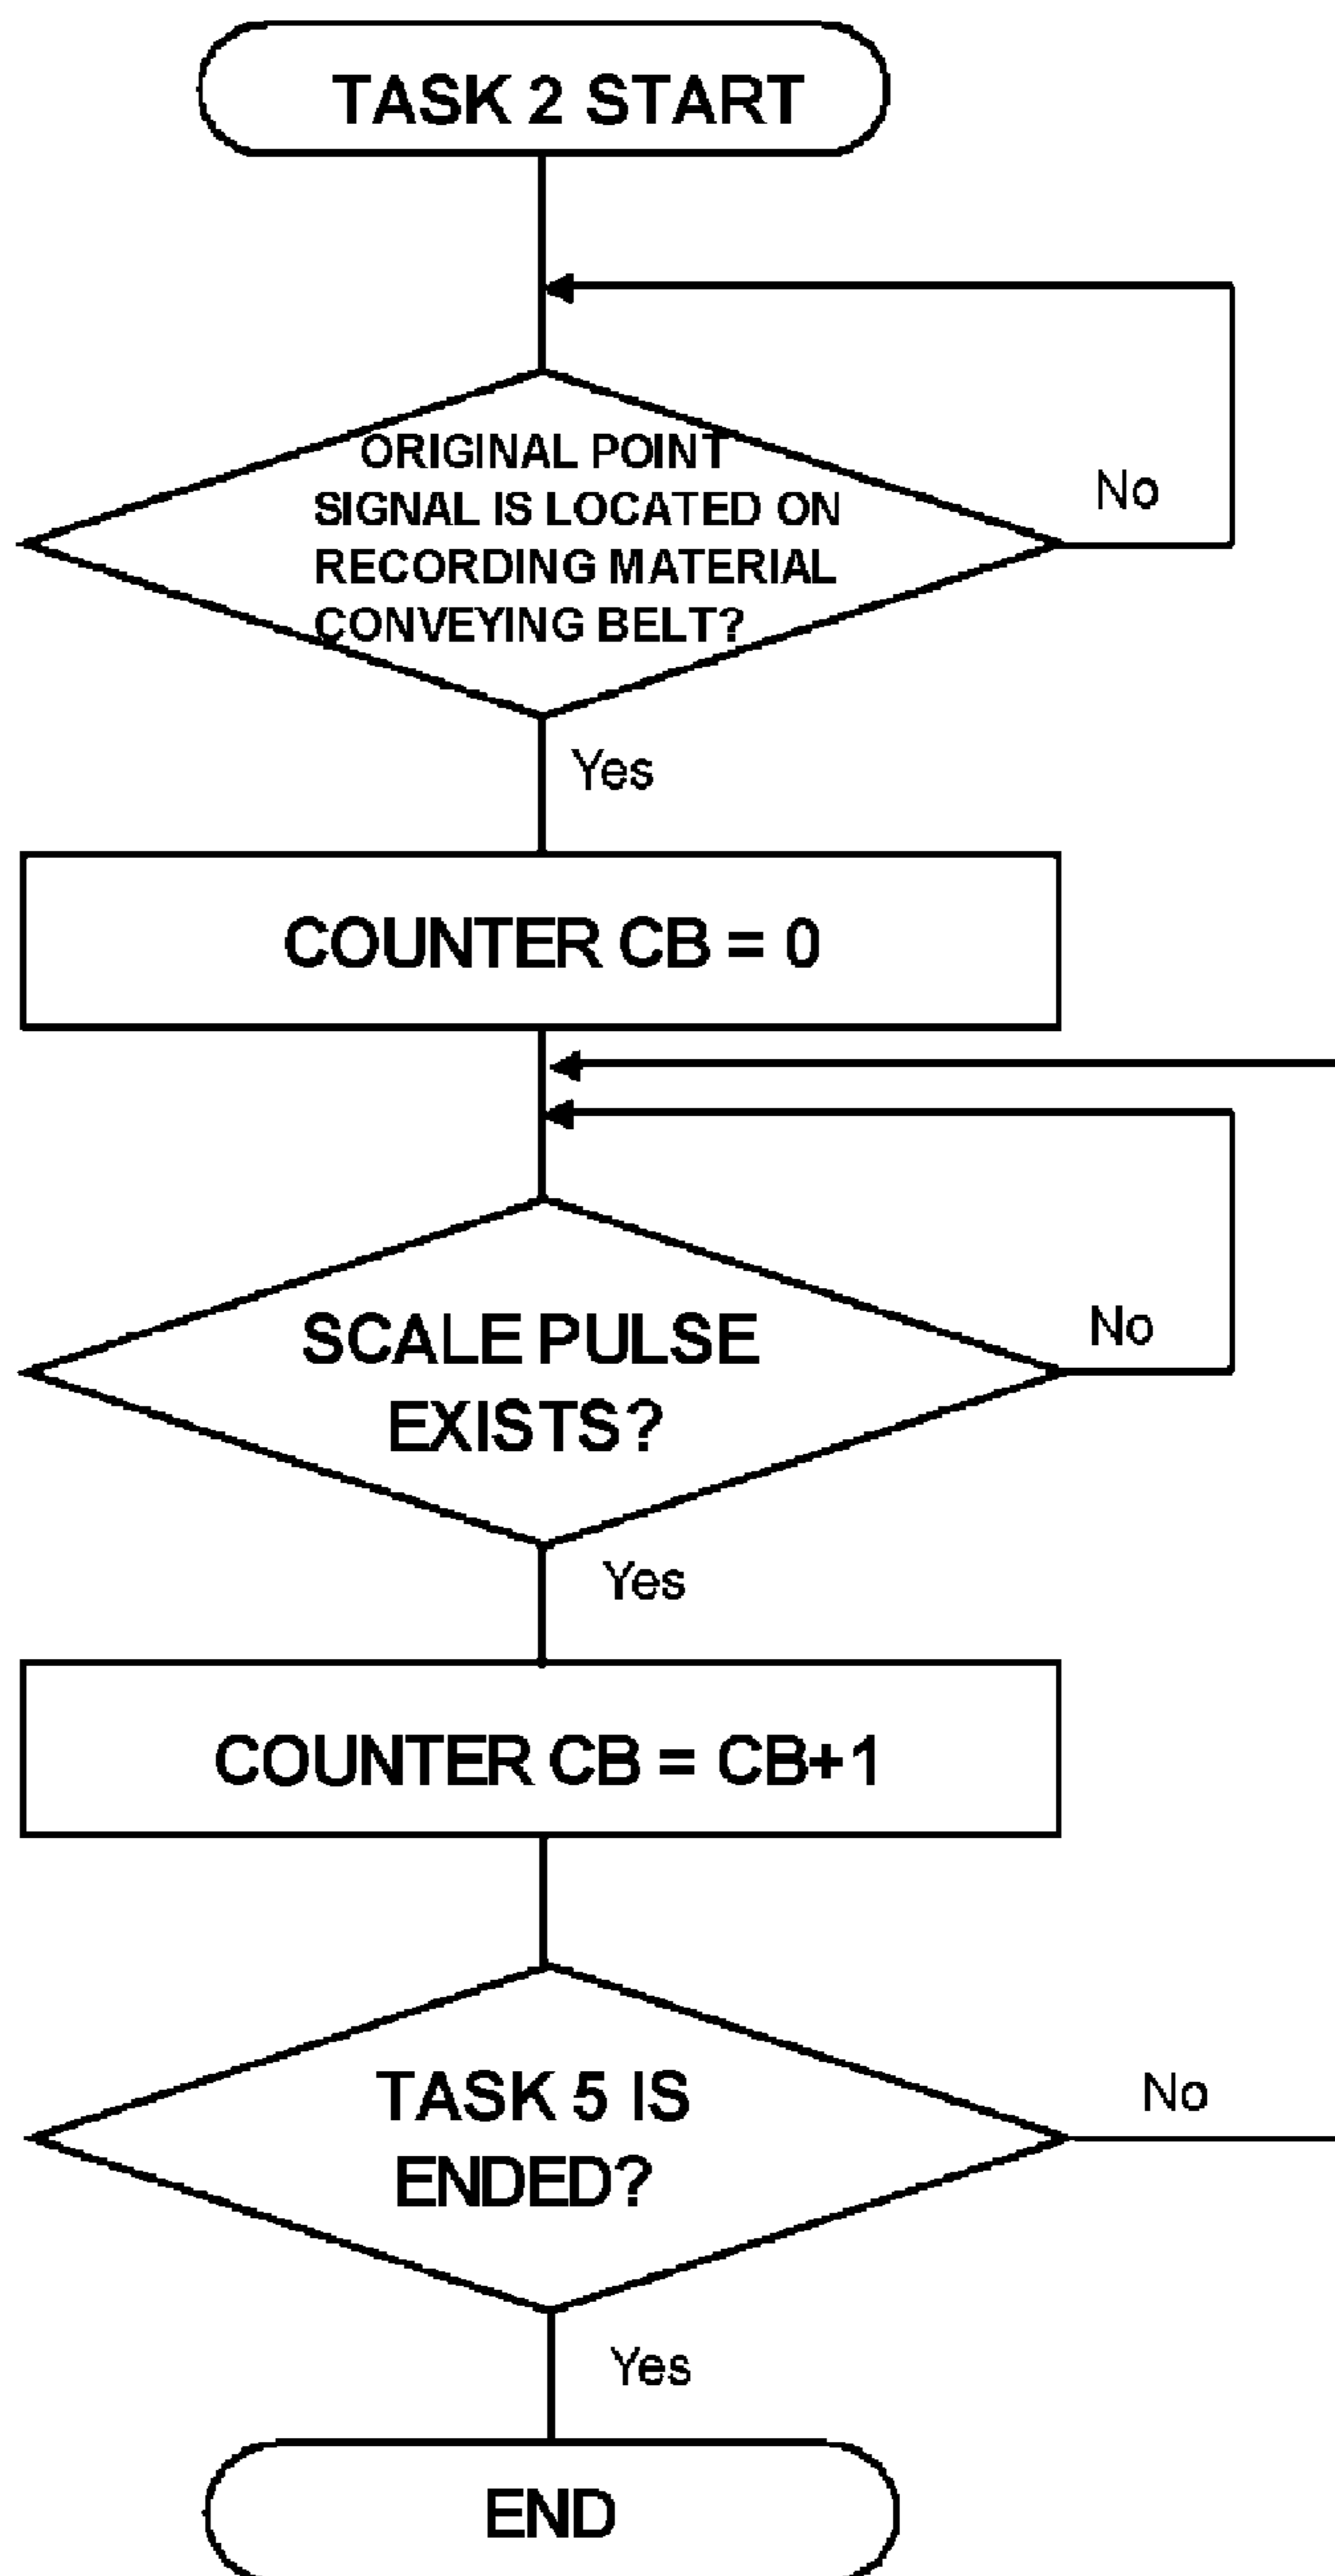 TASK 2 START
ORIGINAL POINT
SIGNAL IS LOCATED ON
RECORDING MATERIAL
CONVEYING BELT?
No
Yes
COUNTER CB = 0
SCALE PULSE
EXISTS?
No
Yes
COUNTER CB = CB+1
TASK 5 IS
ENDED?
No
Yes
END